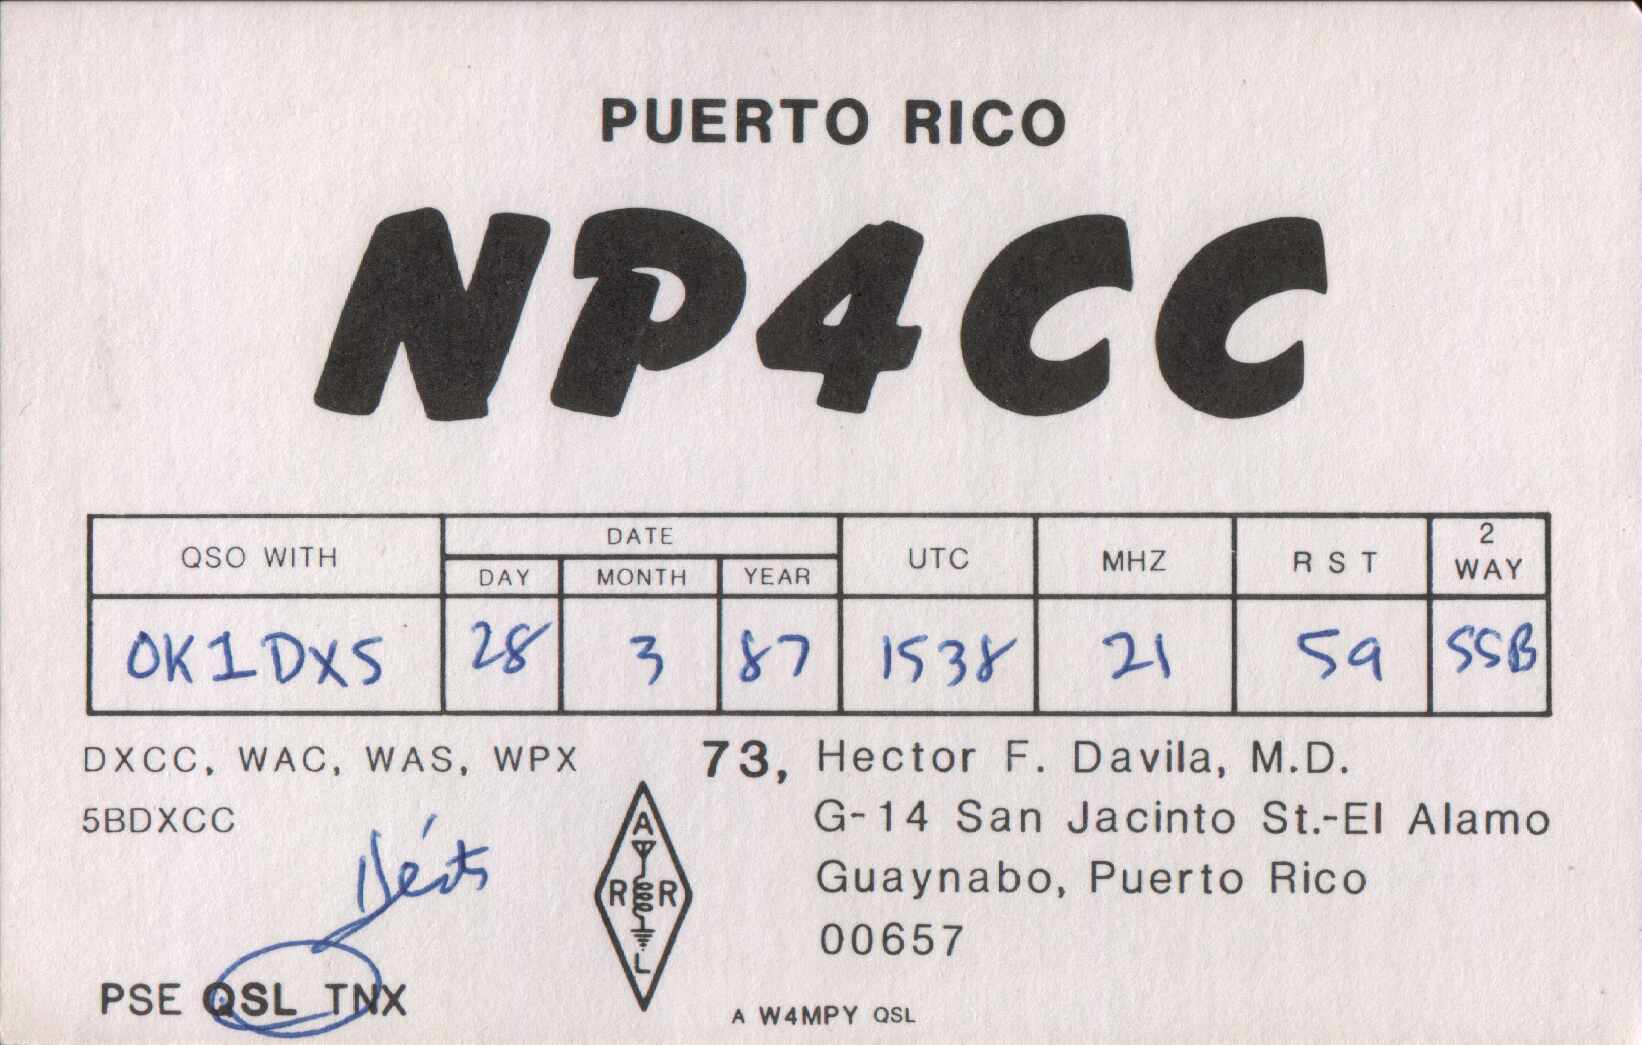 PUERTO RICO
NP4CC
QSO WITH DATE UTC MHZ R S T 2 WAY
DAY MONTH YEAR
OK1DXS 28 3 87 1538 21 59 SSB
DXCC, WAC, WAS, WPX
5BDXCC
73, Hector F. Davila, M.D.
G-14 San Jacinto St.-El Alamo
Guaynabo, Puerto Rico
00657
A
R R
L
PSE QSL TNX
A W4MPY QSL